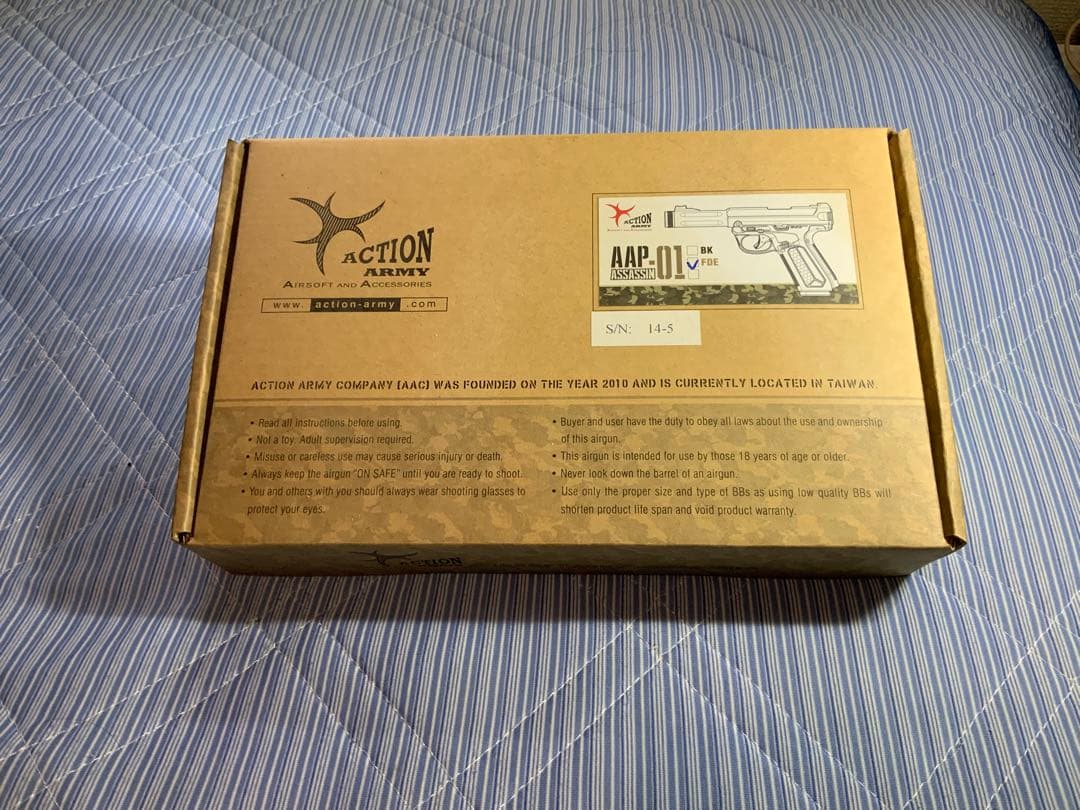 ACTION
ARMY
AIRSOFT AND ACCESSORIES
www. action-army .com
ACTION
ARMY
AIRSOFT AND ACCESSORIES
AAP-01
ASSASSIN
BK
FDE
S/N: 14-5
ACTION ARMY COMPANY (AAC) WAS FOUNDED ON THE YEAR 2010 AND IS CURRENTLY LOCATED IN TAIWAN.
• Read all instructions before using.
• Not a toy. Adult supervision required.
• Misuse or careless use may cause serious injury or death.
• Always keep the airgun "ON SAFE" until you are ready to shoot.
• You and others with you should always wear shooting glasses to
protect your eyes.
• Buyer and user have the duty to obey all laws about the use and ownership
of this airgun.
• This airgun is intended for use by those 18 years of age or older.
• Never look down the barrel of an airgun.
• Use only the proper size and type of BBs as using low quality BBs will
shorten product life span and void product warranty.
ACTION